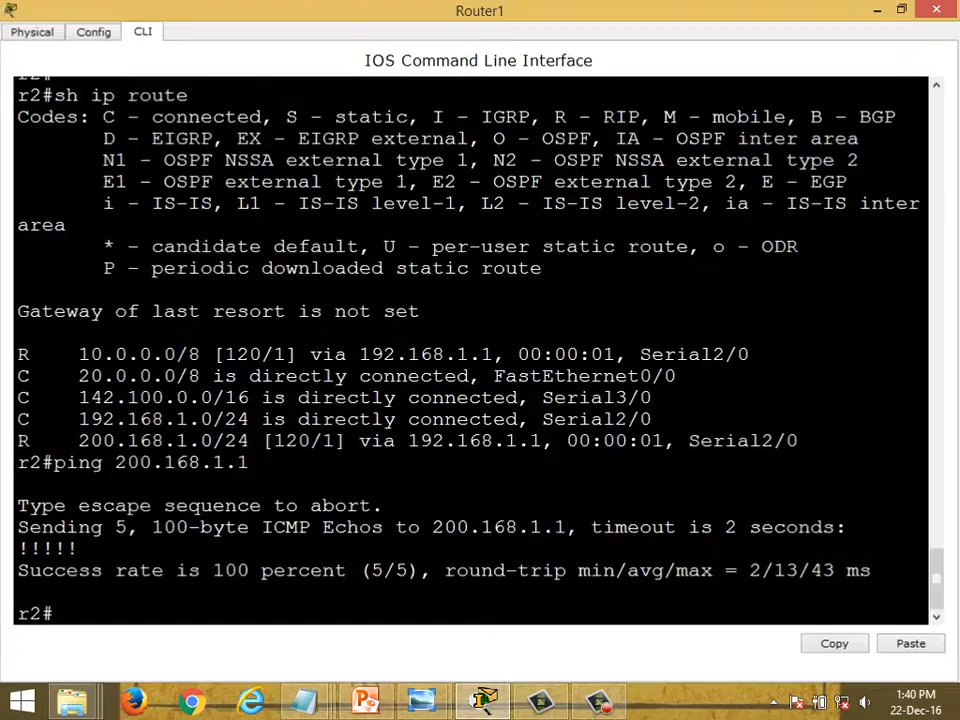 Router1
Physical Config CLI
IOS Command Line Interface
r2#
r2#sh ip route
Codes: C - connected, S - static, I - IGRP, R - RIP, M - mobile, B - BGP
D - EIGRP, EX - EIGRP external, O - OSPF, IA - OSPF inter area
N1 - OSPF NSSA external type 1, N2 - OSPF NSSA external type 2
E1 - OSPF external type 1, E2 - OSPF external type 2, E - EGP
i - IS-IS, L1 - IS-IS level-1, L2 - IS-IS level-2, ia - IS-IS inter
area
* - candidate default, U - per-user static route, o - ODR
P - periodic downloaded static route
Gateway of last resort is not set
R 10.0.0.0/8 [120/1] via 192.168.1.1, 00:00:01, Serial2/0
C 20.0.0.0/8 is directly connected, FastEthernet0/0
C 142.100.0.0/16 is directly connected, Serial3/0
C 192.168.1.0/24 is directly connected, Serial2/0
R 200.168.1.0/24 [120/1] via 192.168.1.1, 00:00:01, Serial2/0
r2#ping 200.168.1.1
Type escape sequence to abort.
Sending 5, 100-byte ICMP Echos to 200.168.1.1, timeout is 2 seconds:
!!!!!
Success rate is 100 percent (5/5), round-trip min/avg/max = 2/13/43 ms
r2#
Copy Paste
1:40 PM
22-Dec-16